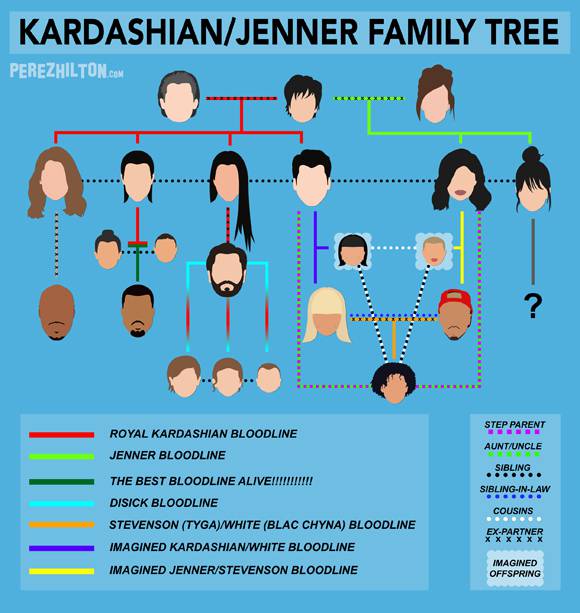 KARDASHIAN/JENNER FAMILY TREE
PEREZHILTON.COM
?
ROYAL KARDASHIAN BLOODLINE
JENNER BLOODLINE
THE BEST BLOODLINE ALIVE!!!!!!!!!!!
DISICK BLOODLINE
STEVENSON (TYGA)/WHITE (BLAC CHYNA) BLOODLINE
IMAGINED KARDASHIAN/WHITE BLOODLINE
IMAGINED JENNER/STEVENSON BLOODLINE
STEP PARENT
AUNT/UNCLE
SIBLING
SIBLING-IN-LAW
COUSINS
EX-PARTNER
X X X X X X
IMAGINED
OFFSPRING